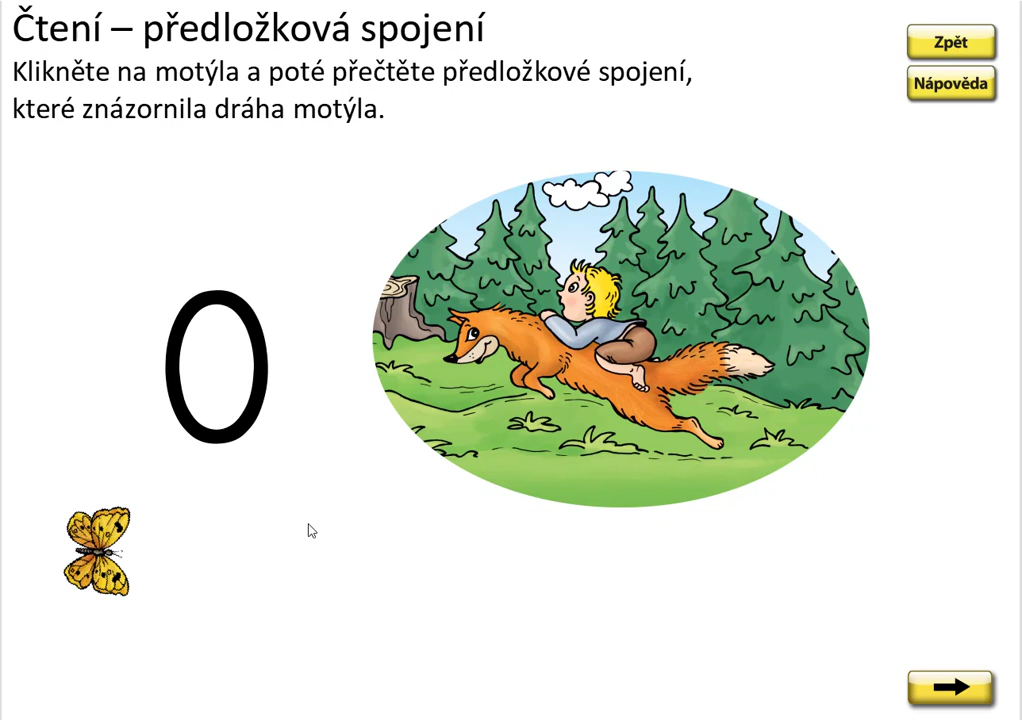 Čtení – předložková spojení
Klikněte na motýla a poté přečtěte předložkové spojení,
které znázornila dráha motýla.
Zpět
Nápověda
O